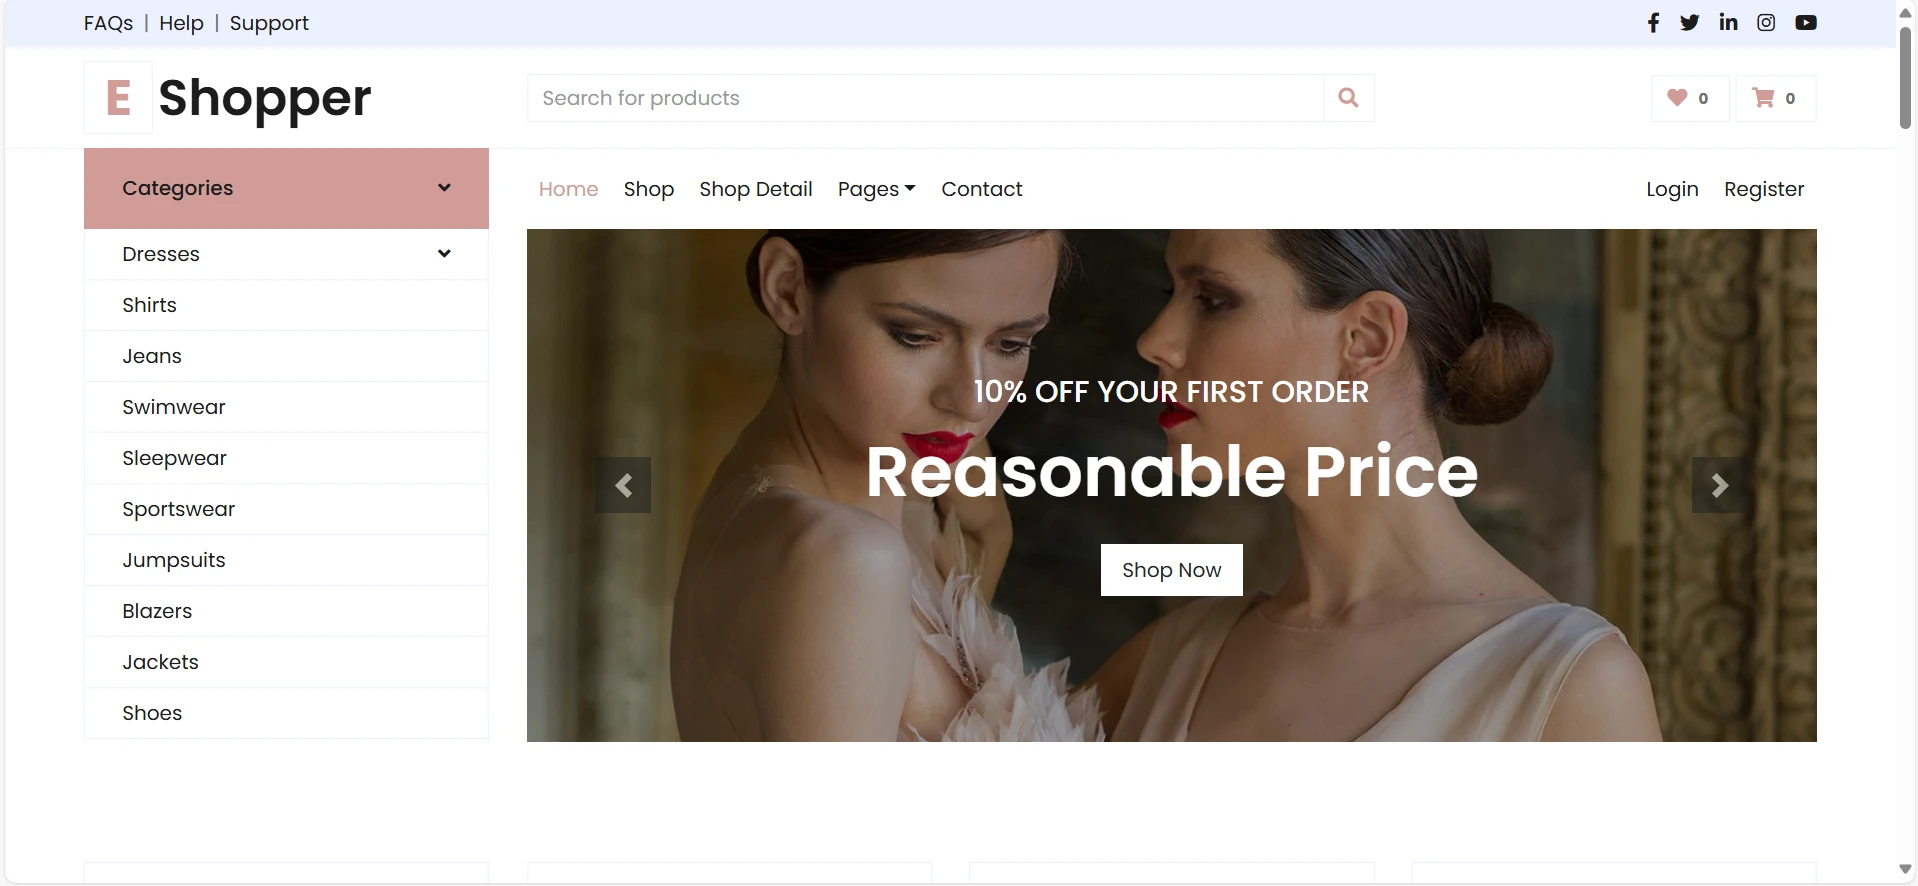 FAQs | Help | Support
E Shopper
Search for products
0
0
Categories
Home Shop Shop Detail Pages Contact
Login Register
Dresses
Shirts
Jeans
Swimwear
Sleepwear
Sportswear
Jumpsuits
Blazers
Jackets
Shoes
10% OFF YOUR FIRST ORDER
Reasonable Price
Shop Now